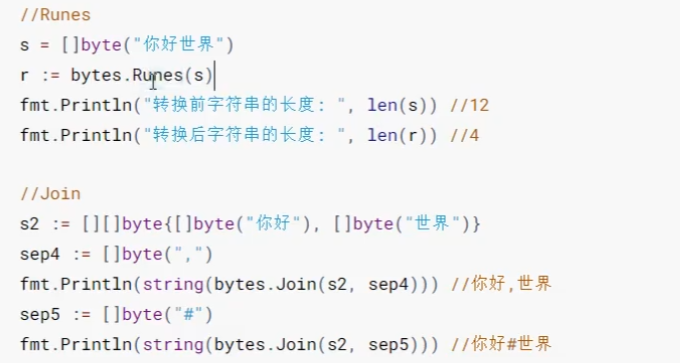 //Runes
s = []byte("你好世界")
r := bytes.Runes(s)
fmt.Println("转换前字符串的长度: ", len(s)) //12
fmt.Println("转换后字符串的长度: ", len(r)) //4
//Join
s2 := [][]byte{[]byte("你好"), []byte("世界")}
sep4 := []byte(",")
fmt.Println(string(bytes.Join(s2, sep4))) //你好,世界
sep5 := []byte("#")
fmt.Println(string(bytes.Join(s2, sep5))) //你好#世界